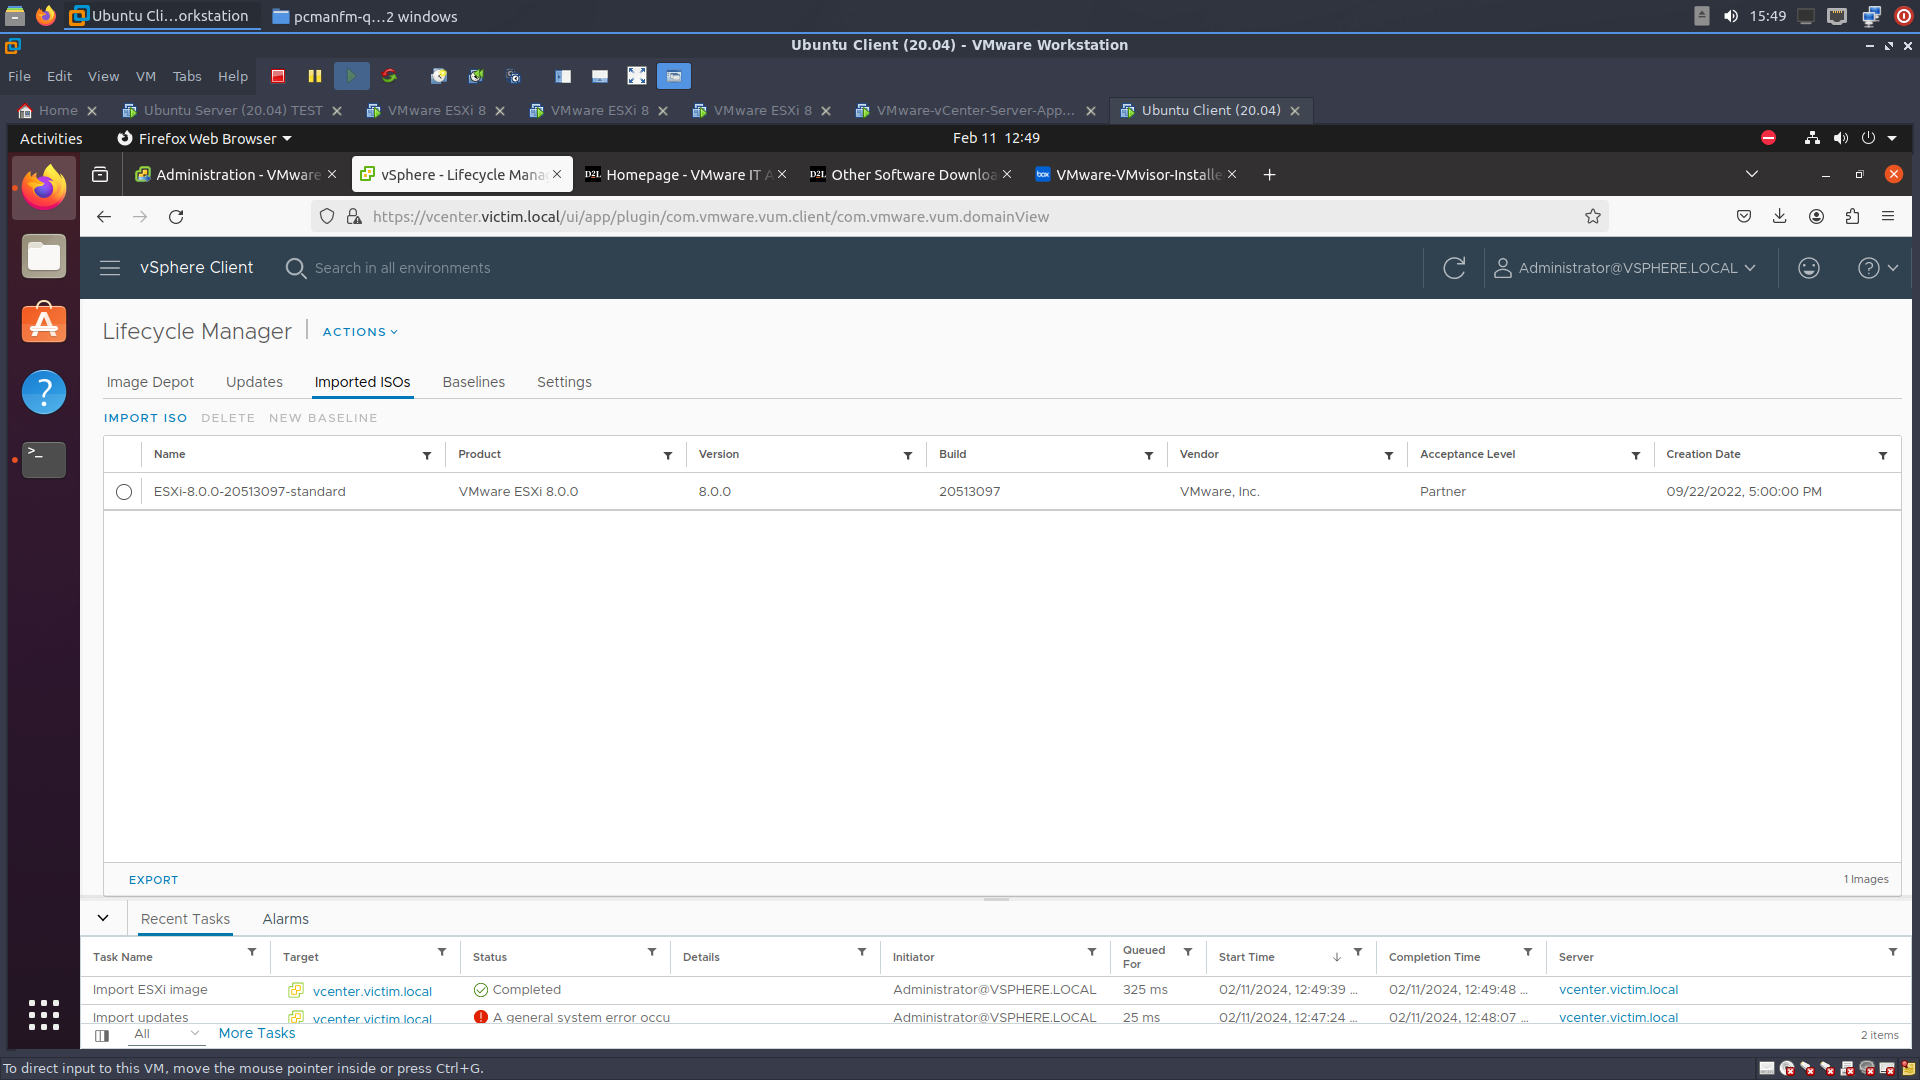 Ubuntu Cli...orkstation
pcmanfm-q...2 windows
15:49
Ubuntu Client (20.04) - VMware Workstation
File Edit View VM Tabs Help
Home
Ubuntu Server (20.04) TEST
VMware ESXi 8
VMware ESXi 8
VMware ESXi 8
VMware-vCenter-Server-App...
Ubuntu Client (20.04)
Activities
Firefox Web Browser
Feb 11 12:49
Administration - VMware
vSphere - Lifecycle Mana
D2L
Homepage - VMware IT A
D2L
Other Software Downloa
box
VMware-VMvisor-Installe
https://vcenter.victim.local/ui/app/plugin/com.vmware.vum.client/com.vmware.vum.domainView
vSphere Client
Search in all environments
Administrator@VSPHERE.LOCAL
Lifecycle Manager
ACTIONS
Image Depot Updates Imported ISOs Baselines Settings
IMPORT ISO DELETE NEW BASELINE
Name Product Version Build Vendor Acceptance Level Creation Date
ESXi-8.0.0-20513097-standard VMware ESXi 8.0.0 8.0.0 20513097 VMware, Inc. Partner 09/22/2022, 5:00:00 PM
EXPORT
1 Images
Recent Tasks Alarms
Task Name Target Status Details Initiator Queued For Start Time Completion Time Server
Import ESXi image vcenter.victim.local Completed Administrator@VSPHERE.LOCAL 325 ms 02/11/2024, 12:49:39 ... 02/11/2024, 12:49:48 ... vcenter.victim.local
Import updates vcenter.victim.local A general system error occu Administrator@VSPHERE.LOCAL 25 ms 02/11/2024, 12:47:24 ... 02/11/2024, 12:48:07 ... vcenter.victim.local
All
More Tasks
2 items
To direct input to this VM, move the mouse pointer inside or press Ctrl+G.